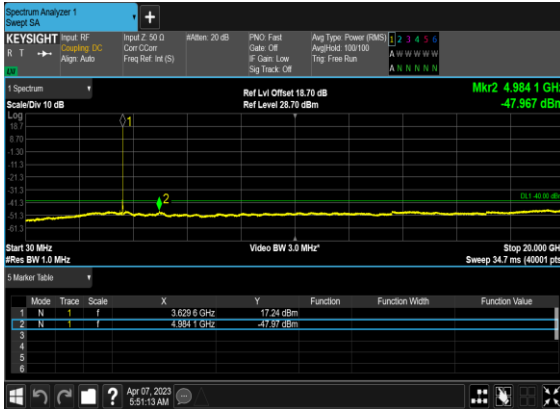 Spectrum Analyzer 1
Swept SA
+
KEYSIGHT Input: RF Input Z: 50 Ω #Atten: 20 dB PNO: Fast Avg Type: Power (RMS) 1 2 3 4 5 6
R T Coupling: DC Corr CCorr Gate: Off Avg|Hold: 100/100 A W W W W W
Align: Auto Freq Ref: Int (S) IF Gain: Low Trig: Free Run
Sig Track: Off A N N N N N
1 Spectrum
Ref Lvl Offset 18.70 dB Mkr2 4.984 1 GHz
Scale/Div 10 dB Ref Level 28.70 dBm -47.967 dBm
Log
18.7
8.70
-1.30
-11.3
-21.3
-31.3
-41.3
-51.3
-61.3
1
2
DL1 -40.00 dBm
Start 30 MHz Video BW 3.0 MHz* Stop 20.000 GHz
#Res BW 1.0 MHz Sweep 34.7 ms (40001 pts)
5 Marker Table
Mode Trace Scale X Y Function Function Width Function Value
1 N 1 f 3.629 6 GHz 17.24 dBm
2 N 1 f 4.984 1 GHz -47.97 dBm
3
4
5
6
? Apr 07, 2023
5:51:13 AM